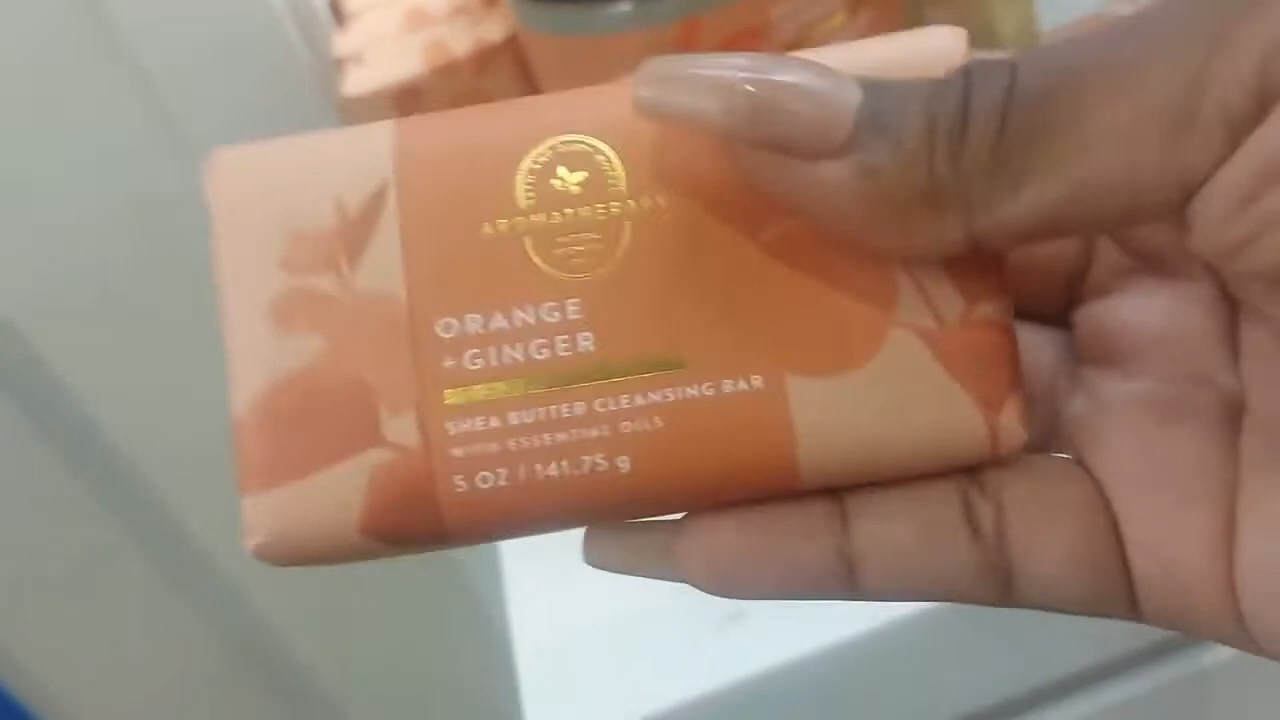 AROMATHERAPY
ORANGE
+GINGER
SHEA BUTTER CLEANSING BAR
WITH ESSENTIAL OILS
5 OZ / 141.75 g